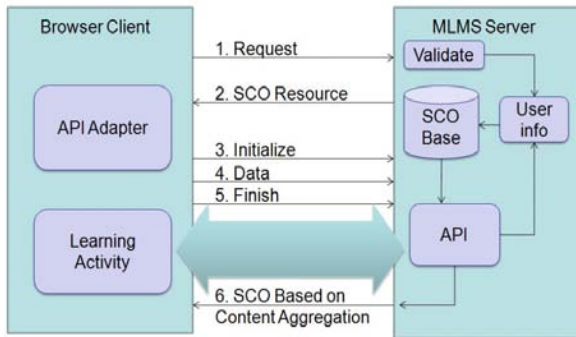 Browser Client
MLMS Server
1. Request
Validate
2. SCO Resource
API Adapter
SCO
Base
User
info
3. Initialize
4. Data
5. Finish
Learning
Activity
API
6. SCO Based on
Content Aggregation